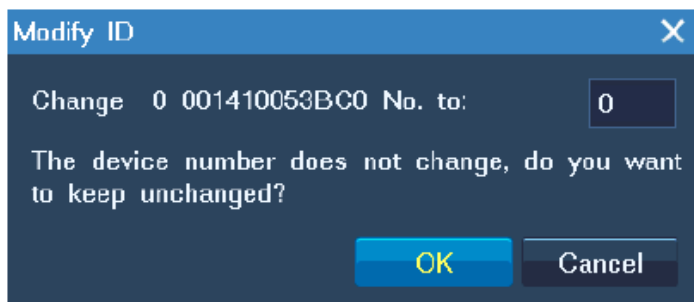 Modify ID
Change 0 001410053BC0 No. to: 0
The device number does not change, do you want
to keep unchanged?
OK Cancel